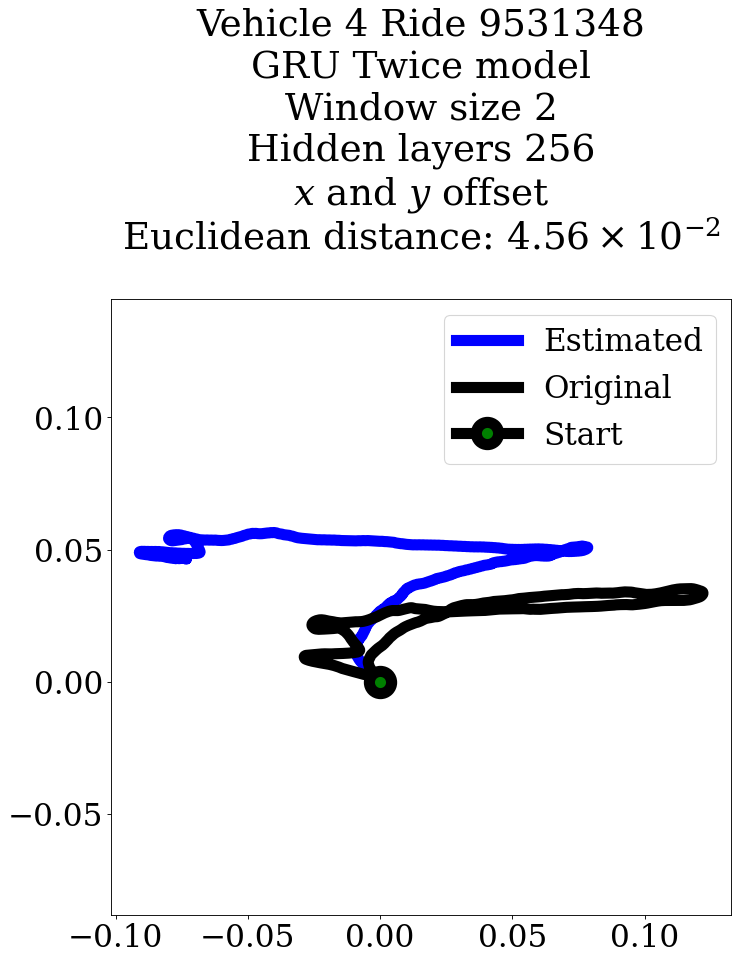 Vehicle 4 Ride 9531348
GRU Twice model
Window size 2
Hidden layers 256
x and y offset
Euclidean distance: 4.56 × 10⁻²
Estimated
Original
Start
0.10
0.05
0.00
−0.05
−0.10
−0.05
0.00
0.05
0.10